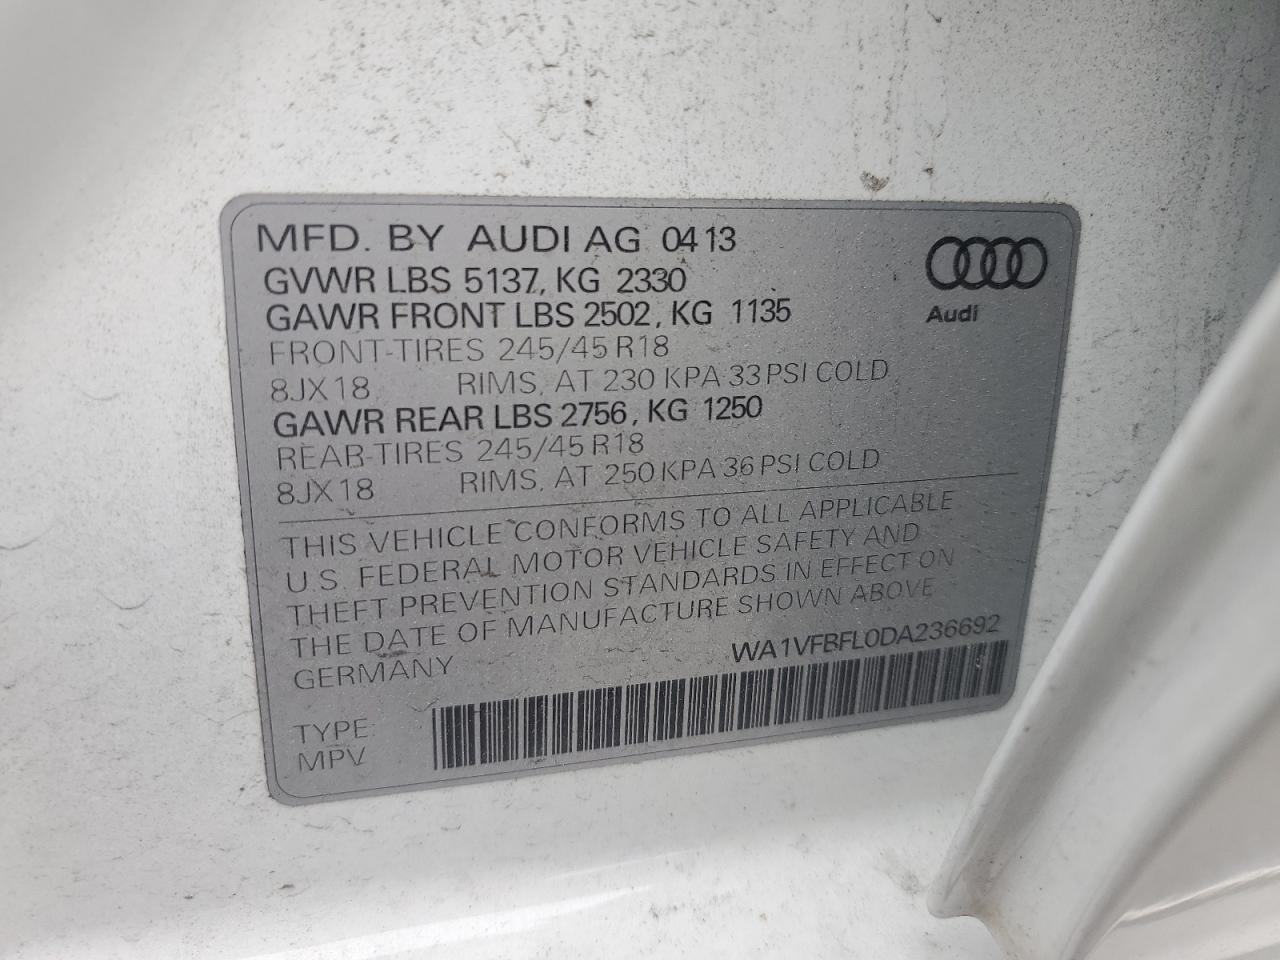 MFD. BY AUDI AG 0413
GVWR LBS 5137, KG 2330
GAWR FRONT LBS 2502, KG 1135
FRONT-TIRES 245/45 R18
8JX18 RIMS, AT 230 KPA 33 PSI COLD
GAWR REAR LBS 2756, KG 1250
REAR-TIRES 245/45 R18
8JX18 RIMS, AT 250 KPA 36 PSI COLD
Audi
THIS VEHICLE CONFORMS TO ALL APPLICABLE
U.S. FEDERAL MOTOR VEHICLE SAFETY AND
THEFT PREVENTION STANDARDS IN EFFECT ON
THE DATE OF MANUFACTURE SHOWN ABOVE
GERMANY
WA1VFBFL0DA236692
TYPE:
MPV